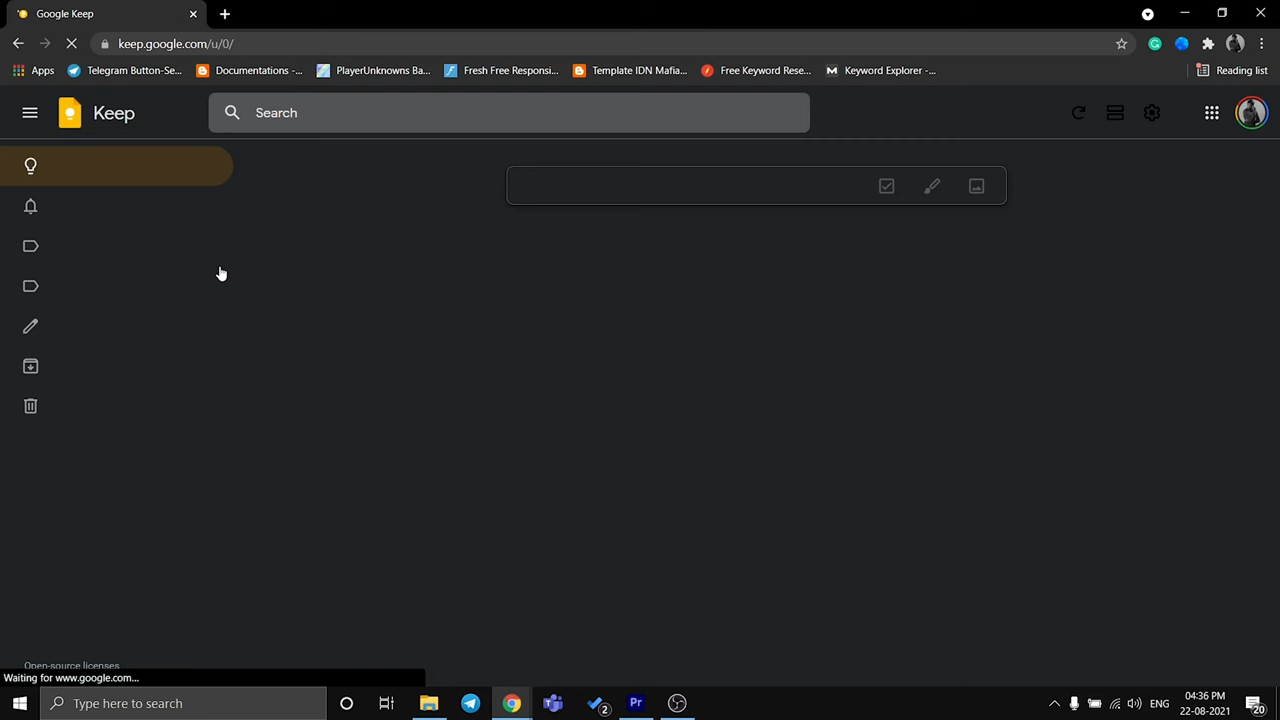 Google Keep
keep.google.com/u/0/
Apps
Telegram Button-Se...
Documentations -...
PlayerUnknowns Ba...
Fresh Free Responsi...
Template IDN Mafia...
Free Keyword Rese...
Keyword Explorer -...
Reading list
Keep
Search
Open-source licenses
Waiting for www.google.com...
Type here to search
2
Pr
ENG
04:36 PM
22-08-2021
20